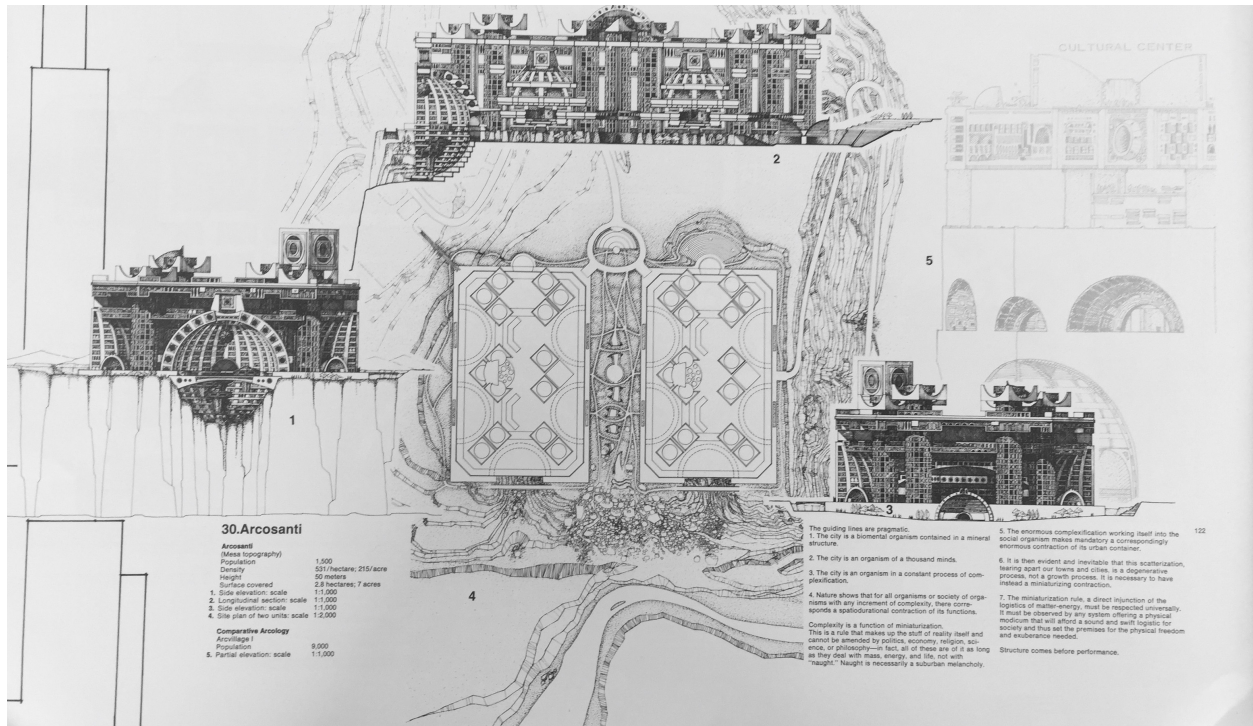 CULTURAL CENTER
2
5
1
3
4
30.Arcosanti
Arcosanti
(Mesa topography)
Population 1,500
Density 531/hectare; 215/acre
Height 50 meters
Surface covered 2.8 hectares; 7 acres
1. Side elevation: scale 1:1,000
2. Longitudinal section: scale 1:1,000
3. Side elevation: scale 1:1,000
4. Site plan of two units: scale 1:2,000
Comparative Arcology
Arcvillage I
Population 9,000
5. Partial elevation: scale 1:1,000
The guiding lines are pragmatic.
1. The city is a biomental organism contained in a mineral
structure.
2. The city is an organism of a thousand minds.
3. The city is an organism in a constant process of com-
plexification.
4. Nature shows that for all organisms or society of orga-
nisms with any increment of complexity, there corre-
sponds a spatiodurational contraction of its functions.
Complexity is a function of miniaturization.
This is a rule that makes up the stuff of reality itself and
cannot be amended by politics, economy, religion, sci-
ence, or philosophy—in fact, all of these are of it as long
as they deal with mass, energy, and life, not with
"naught." Naught is necessarily a suburban melancholy.
5. The enormous complexification working itself into the
social organism makes mandatory a correspondingly
enormous contraction of its urban container.
6. It is then evident and inevitable that this scatterization,
tearing apart our towns and cities, is a degenerative
process, not a growth process. It is necessary to have
instead a miniaturizing contraction.
7. The miniaturization rule, a direct injunction of the
logistics of matter-energy, must be respected universally.
It must be observed by any system offering a physical
modicum that will afford a sound and swift logistic for
society and thus set the premises for the physical freedom
and exuberance needed.
Structure comes before performance.
122